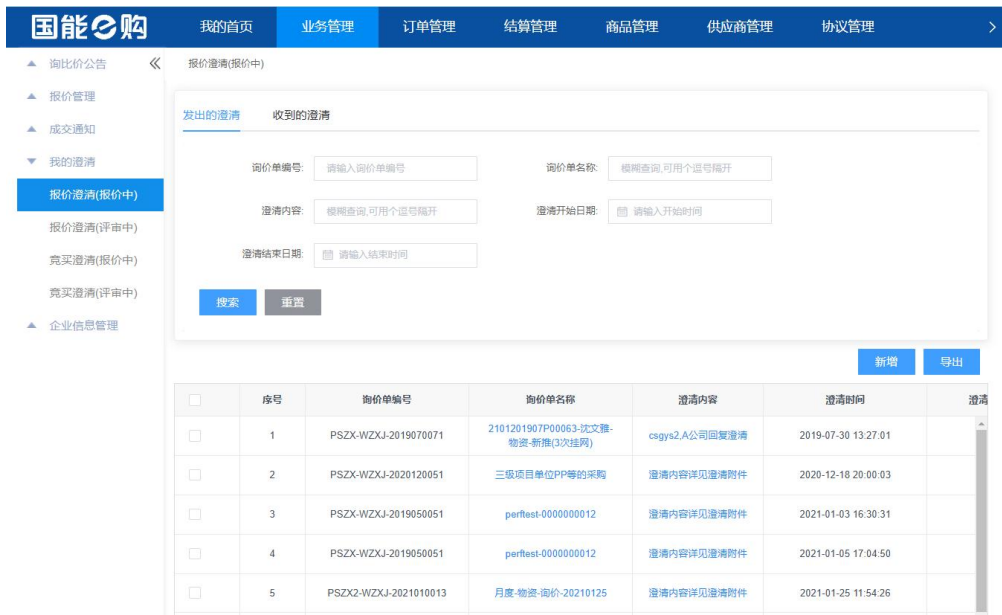 国能e购
我的首页 业务管理 订单管理 结算管理 商品管理 供应商管理 协议管理
询比价公告
报价管理
成交通知
我的澄清
报价澄清(报价中)
报价澄清(评审中)
竞买澄清(报价中)
竞买澄清(评审中)
企业信息管理
报价澄清(报价中)
发出的澄清 收到的澄清
询价单编号: 请输入询价单编号 询价单名称: 模糊查询,可用个逗号隔开
澄清内容: 模糊查询,可用个逗号隔开 澄清开始日期: 请输入开始时间
澄清结束日期: 请输入结束时间
搜索 重置
新增 导出
序号 询价单编号 询价单名称 澄清内容 澄清时间 澄清
1 PSZX-WZXJ-2019070071 2101201907P00063-沈文雅-
物资-新推(3次挂网) csgys2,A公司回复澄清 2019-07-30 13:27:01
2 PSZX-WZXJ-2020120051 三级项目单位PP等的采购 澄清内容详见澄清附件 2020-12-18 20:00:03
3 PSZX-WZXJ-2019050051 perftest-0000000012 澄清内容详见澄清附件 2021-01-03 16:30:31
4 PSZX-WZXJ-2019050051 perftest-0000000012 澄清内容详见澄清附件 2021-01-05 17:04:50
5 PSZX2-WZXJ-2021010013 月度-物资-询价-20210125 澄清内容详见澄清附件 2021-01-25 11:54:26